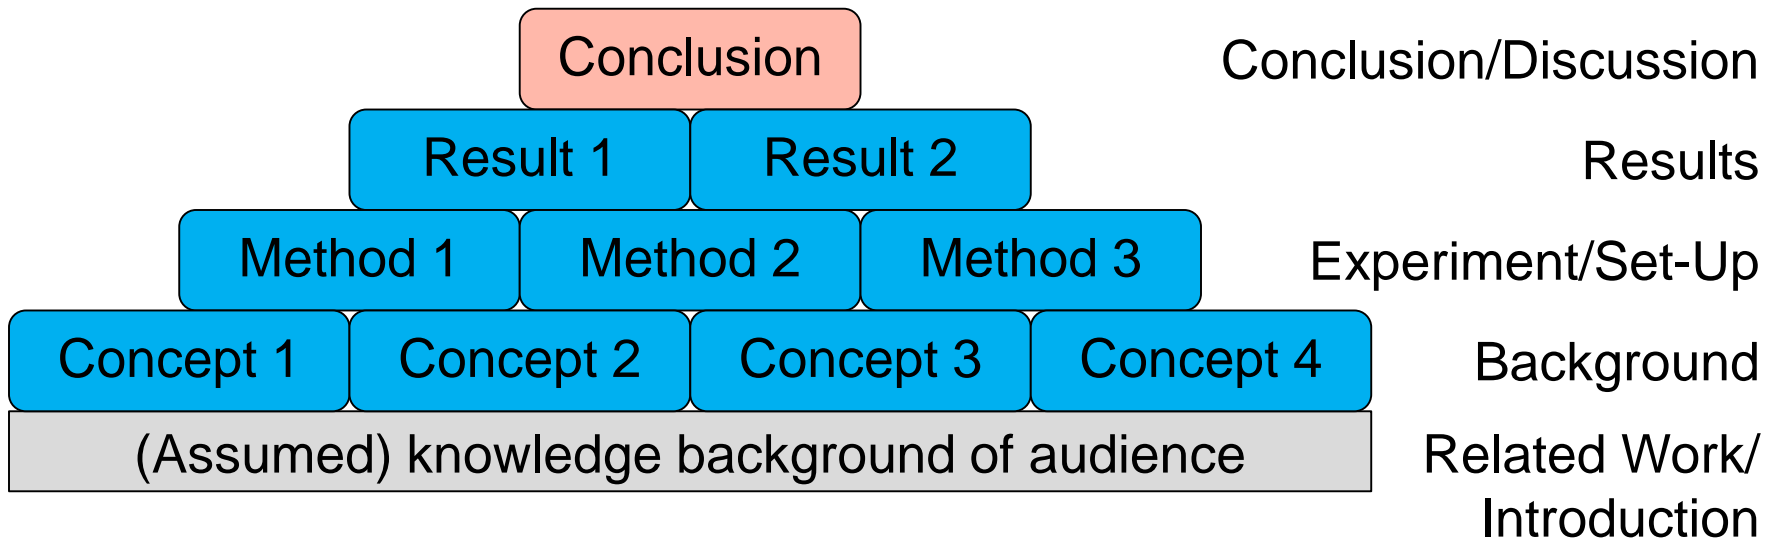 Conclusion
Conclusion/Discussion
Result 1
Result 2
Results
Method 1
Method 2
Method 3
Experiment/Set-Up
Concept 1
Concept 2
Concept 3
Concept 4
Background
(Assumed) knowledge background of audience
Related Work/
Introduction